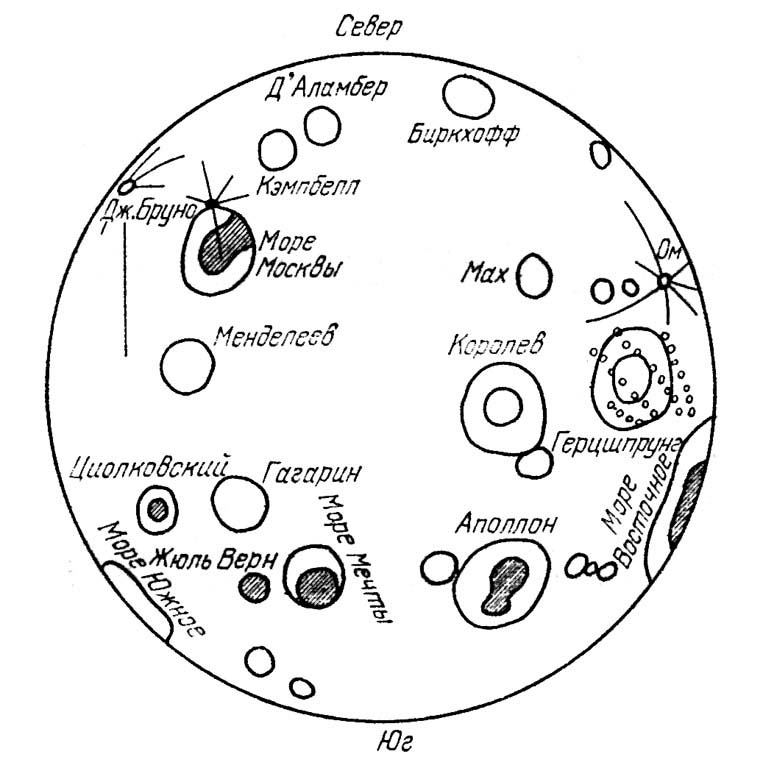 Север
Д'Аламбер
Биркхофф
Кэмпбелл
Дж.Бруно
Море
Москвы
Ом
Мах
Менделеев
Королев
Герцшпрунг
Циолковский
Гагарин
Море Мечты
Аполлон
Море
Восточное
Жюль Верн
Море Южное
Юг